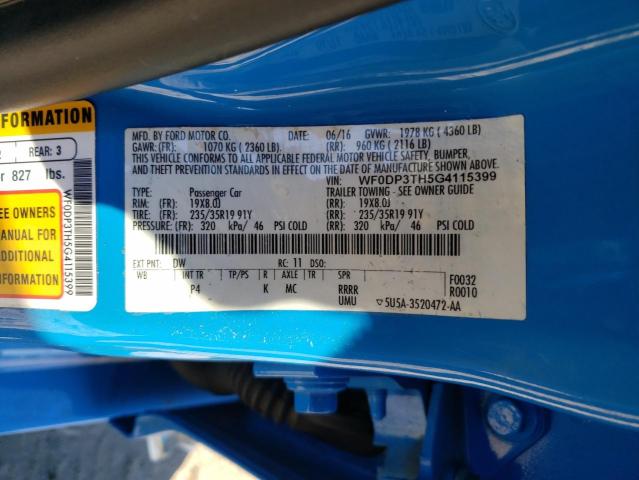 FORMATION
REAR: 3
827 lbs.
EE OWNERS
ANUAL FOR
DITIONAL
FORMATION
WF0DP3TH5G4115399
MFD. BY FORD MOTOR CO.
DATE: 06/16 GVWR: 1978 KG ( 4360 LB)
GAWR: (FR): 1070 KG ( 2360 LB) (RR): 960 KG ( 2116 LB)
THIS VEHICLE CONFORMS TO ALL APPLICABLE FEDERAL MOTOR VEHICLE SAFETY, BUMPER,
AND THEFT PREVENTION STANDARDS IN EFFECT ON THE DATE OF MANUFACTURE SHOWN ABOVE.
VIN: WF0DP3TH5G4115399
TYPE: Passenger Car TRAILER TOWING - SEE OWNERS GUIDE
RIM: (FR) 19X8.0J (RR): 19X8.0J
TIRE: (FR) 235/35R19 91Y (RR) 235/35R19 91Y
PRESSURE: (FR) 320 kPa/ 46 PSI COLD (RR) 320 kPa/ 46 PSI COLD
EXT PNT: DW RC: 11 DSO:
WB INT TR TP/PS R AXLE TR SPR
P4 K MC RRRR
UMU
F0032
R0010
5U5A-3520472-AA